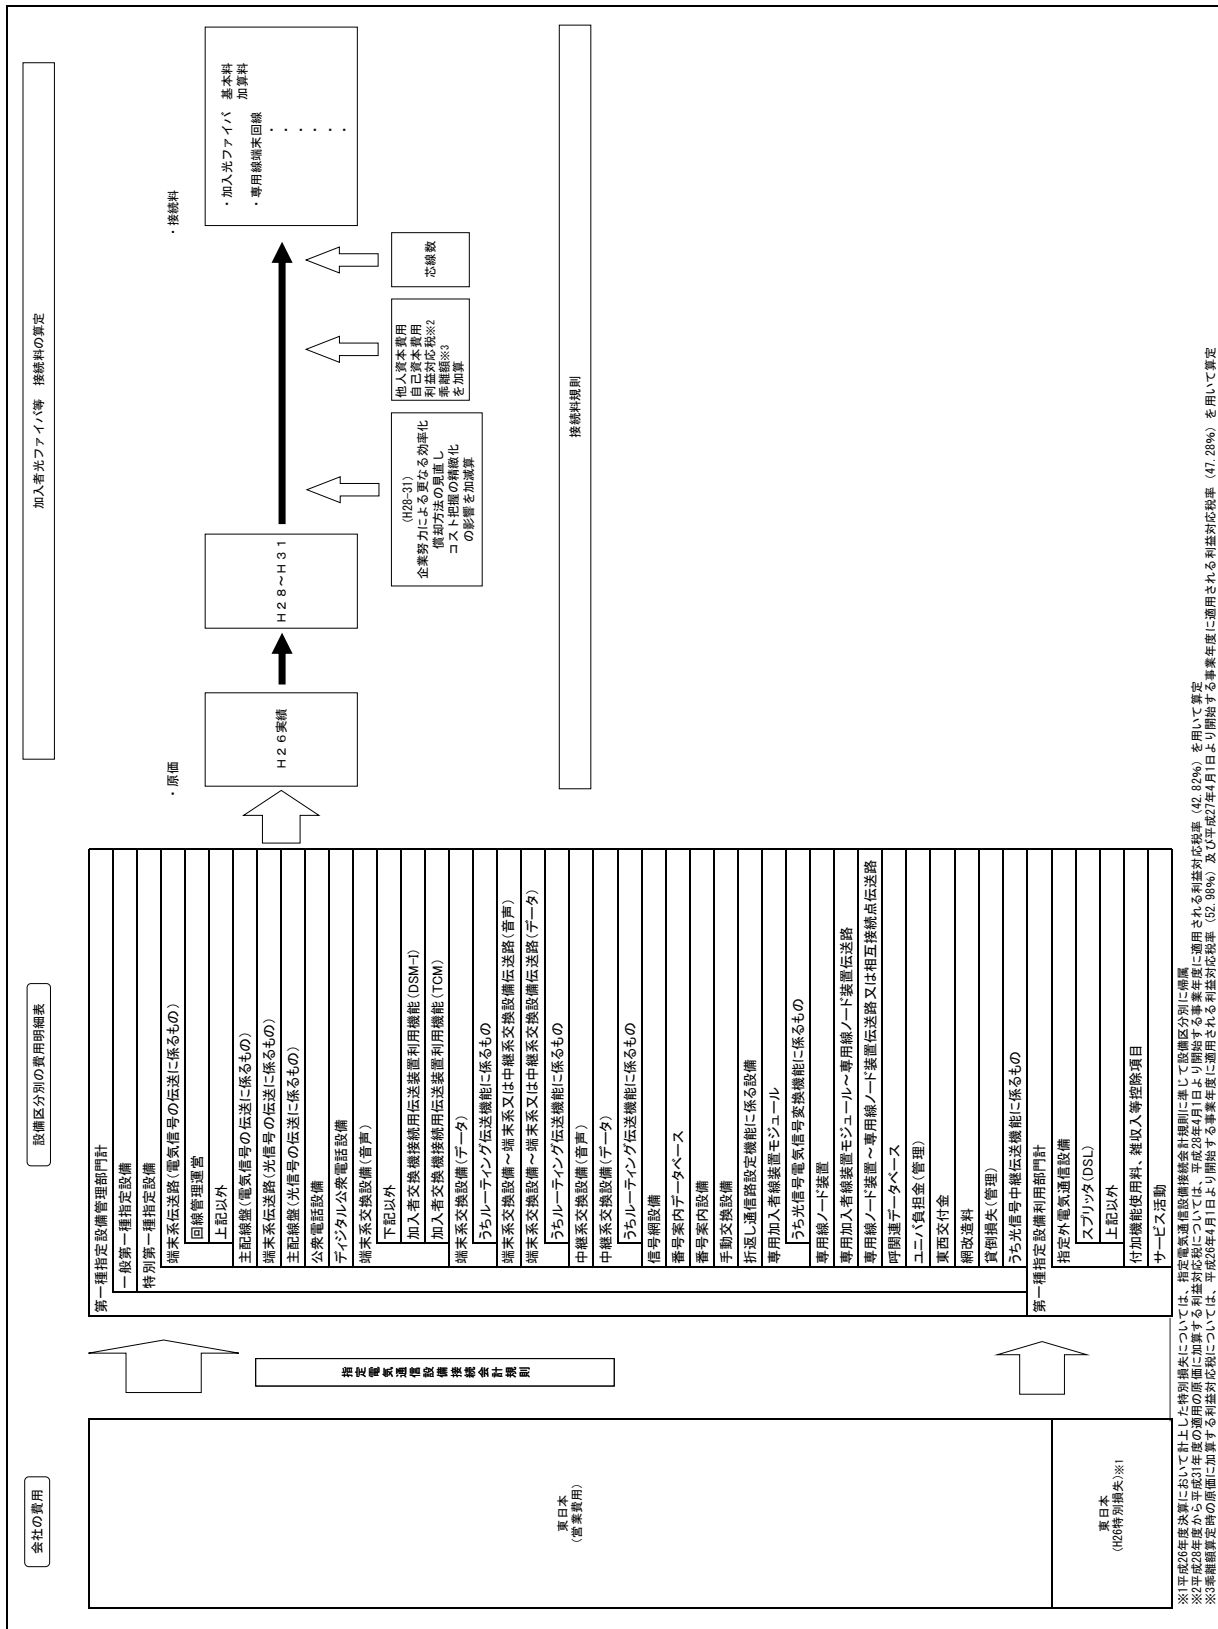 会社の費用
設備区分別の費用明細表
加入者光ファイバ等　接続料の算定
東日本
(営業費用)
東日本
(H26特別損失)※1
指定電気通信設備接続会計規則
第一種指定設備管理部門計
一般第一種指定設備
特別第一種指定設備
端末系伝送路(電気信号の伝送に係るもの)
回線管理運営
上記以外
主配線盤(電気信号の伝送に係るもの)
端末系伝送路(光信号の伝送に係るもの)
主配線盤(光信号の伝送に係るもの)
公衆電話設備
ディジタル公衆電話設備
端末系交換設備(音声)
下記以外
加入者交換機接続用伝送装置利用機能(DSM-I)
加入者交換機接続用伝送装置利用機能(TCM)
端末系交換設備(データ)
うちルーティング伝送機能に係るもの
端末系交換設備～端末系又は中継系交換設備伝送路(音声)
端末系交換設備～端末系又は中継系交換設備伝送路(データ)
うちルーティング伝送機能に係るもの
中継系交換設備(音声)
中継系交換設備(データ)
うちルーティング伝送機能に係るもの
信号網設備
番号案内データベース
番号案内設備
手動交換設備
折返し通信路設定機能に係る設備
専用加入者線装置モジュール
うち光信号電気信号変換機能に係るもの
専用線ノード装置
専用加入者線装置モジュール～専用線ノード装置伝送路
専用線ノード装置～専用線ノード装置伝送路又は相互接続点伝送路
呼関連データベース
ユニバ負担金(管理)
東西交付金
網改造料
貸倒損失(管理)
うち光信号中継伝送機能に係るもの
第一種指定設備利用部門計
指定外電気通信設備
スプリッタ(DSL)
上記以外
付加機能使用料、雑収入等控除項目
サービス活動
・原価
H26実績
H28～H31
(H28-31)
企業努力による更なる効率化
償却方法の見直し
コスト把握の精緻化
の影響を加減算
他人資本費用
自己資本費用
利益対応税※2
乖離額※3
を加算
芯線数
・接続料
・加入光ファイバ　基本料
加算料
・専用線端末回線
・
・
・
・
・
・
接続料規則
※1平成26年度決算において計上した特別損失については、指定電気通信設備接続会計規則に準じて設備区分別に帰属
※2平成28年度から平成31年度の適用の原価に加算する利益対応税については、平成28年4月1日より開始する事業年度に適用される利益対応税率（42.82%）を用いて算定
※3乖離額算定時の原価に加算する利益対応税については、平成26年4月1日より開始する事業年度に適用される利益対応税率（52.98%）及び平成27年4月1日より開始する事業年度に適用される利益対応税率（47.28%）を用いて算定